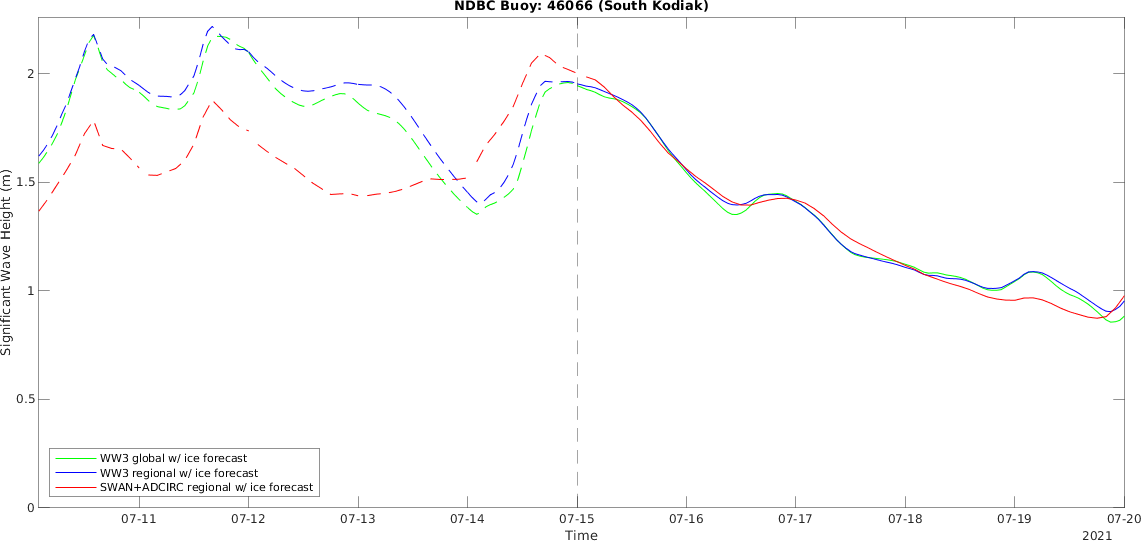 NDBC Buoy: 46066 (South Kodiak)
2
1.5
1
0.5
0
Significant Wave Height (m)
WW3 global w/ ice forecast
WW3 regional w/ ice forecast
SWAN+ADCIRC regional w/ ice forecast
07-11 07-12 07-13 07-14 07-15 07-16 07-17 07-18 07-19 07-20
Time
2021